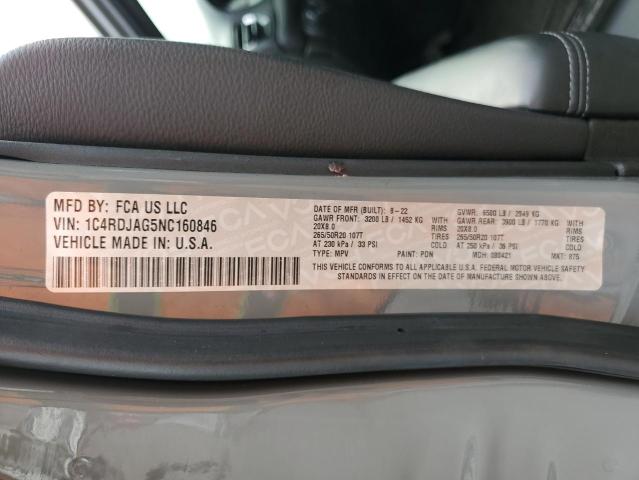 MFD BY: FCA US LLC
VIN: 1C4RDJAG5NC160846
VEHICLE MADE IN: U.S.A.
DATE OF MFR (BUILT): 8-22 GVWR: 6500 LB / 2949 KG
GAWR FRONT: 3200 LB / 1452 KG WITH GAWR REAR: 3900 LB / 1770 KG WITH
20X8.0 RIMS 20X8.0 RIMS
265/50R20 107T TIRES 265/50R20 107T TIRES
AT 230 kPa / 33 PSI COLD AT 250 kPa / 36 PSI COLD
TYPE: MPV PAINT: PDN MDH: 080421 MKT: 875
THIS VEHICLE CONFORMS TO ALL APPLICABLE U.S.A. FEDERAL MOTOR VEHICLE SAFETY
STANDARDS IN EFFECT ON THE DATE OF MANUFACTURE SHOWN ABOVE.